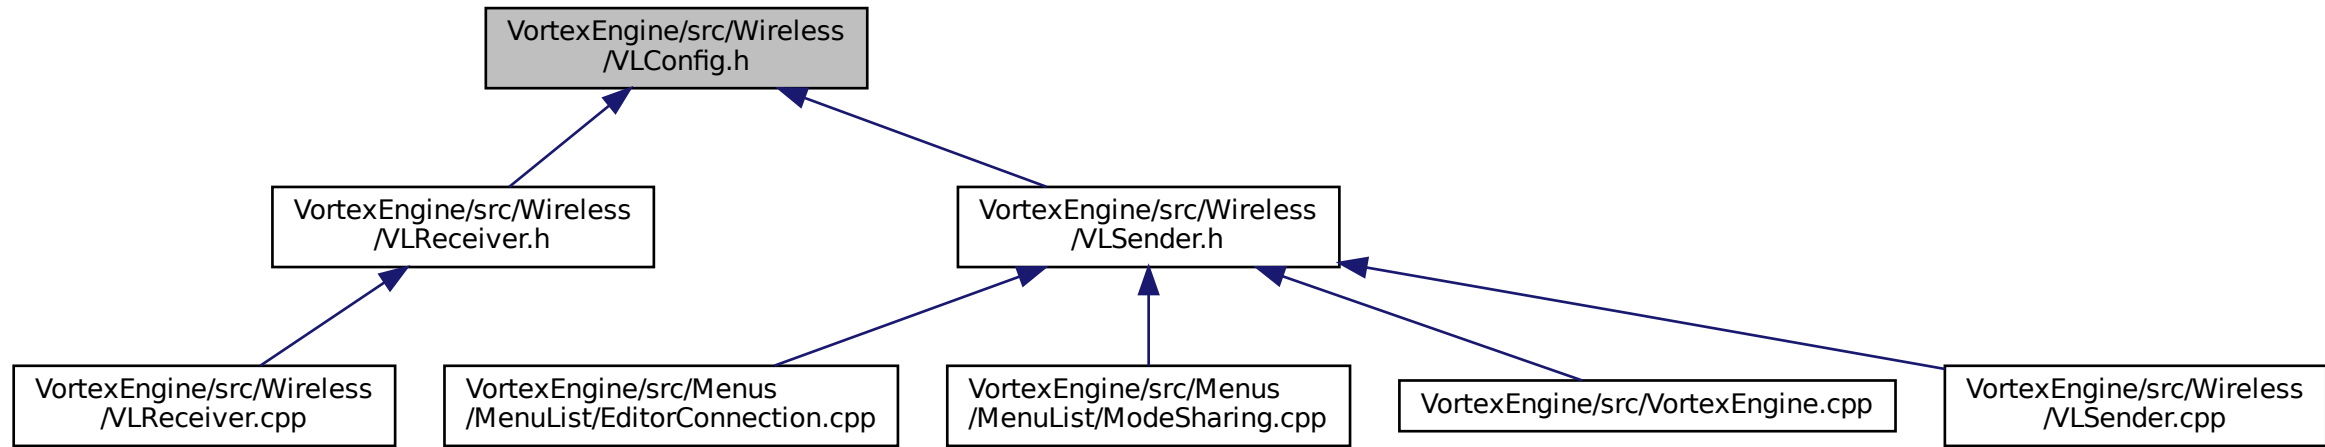 VortexEngine/src/Wireless
/VLConfig.h
VortexEngine/src/Wireless
/VLReceiver.h
VortexEngine/src/Wireless
/VLSender.h
VortexEngine/src/Wireless
/VLReceiver.cpp
VortexEngine/src/Menus
/MenuList/EditorConnection.cpp
VortexEngine/src/Menus
/MenuList/ModeSharing.cpp
VortexEngine/src/VortexEngine.cpp
VortexEngine/src/Wireless
/VLSender.cpp